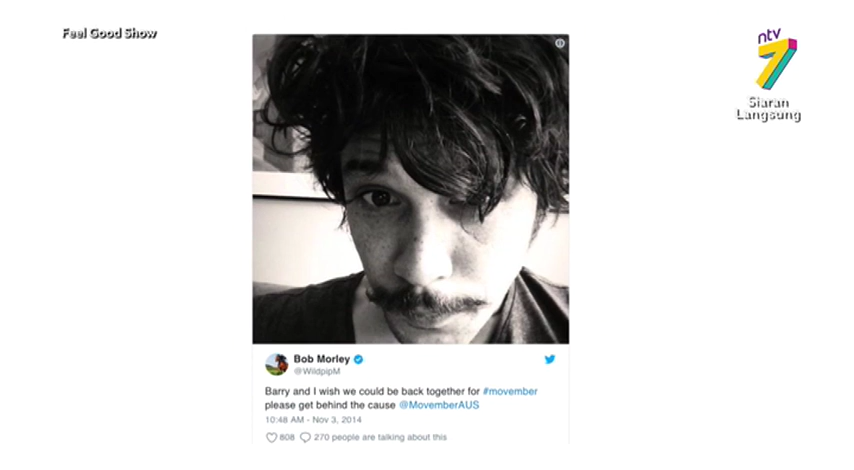 Feel Good Show
ntv
7
Siaran
Langsung
Bob Morley
@WildpipM
Barry and I wish we could be back together for #movember
please get behind the cause @MovemberAUS
10:48 AM - Nov 3, 2014
808 270 people are talking about this